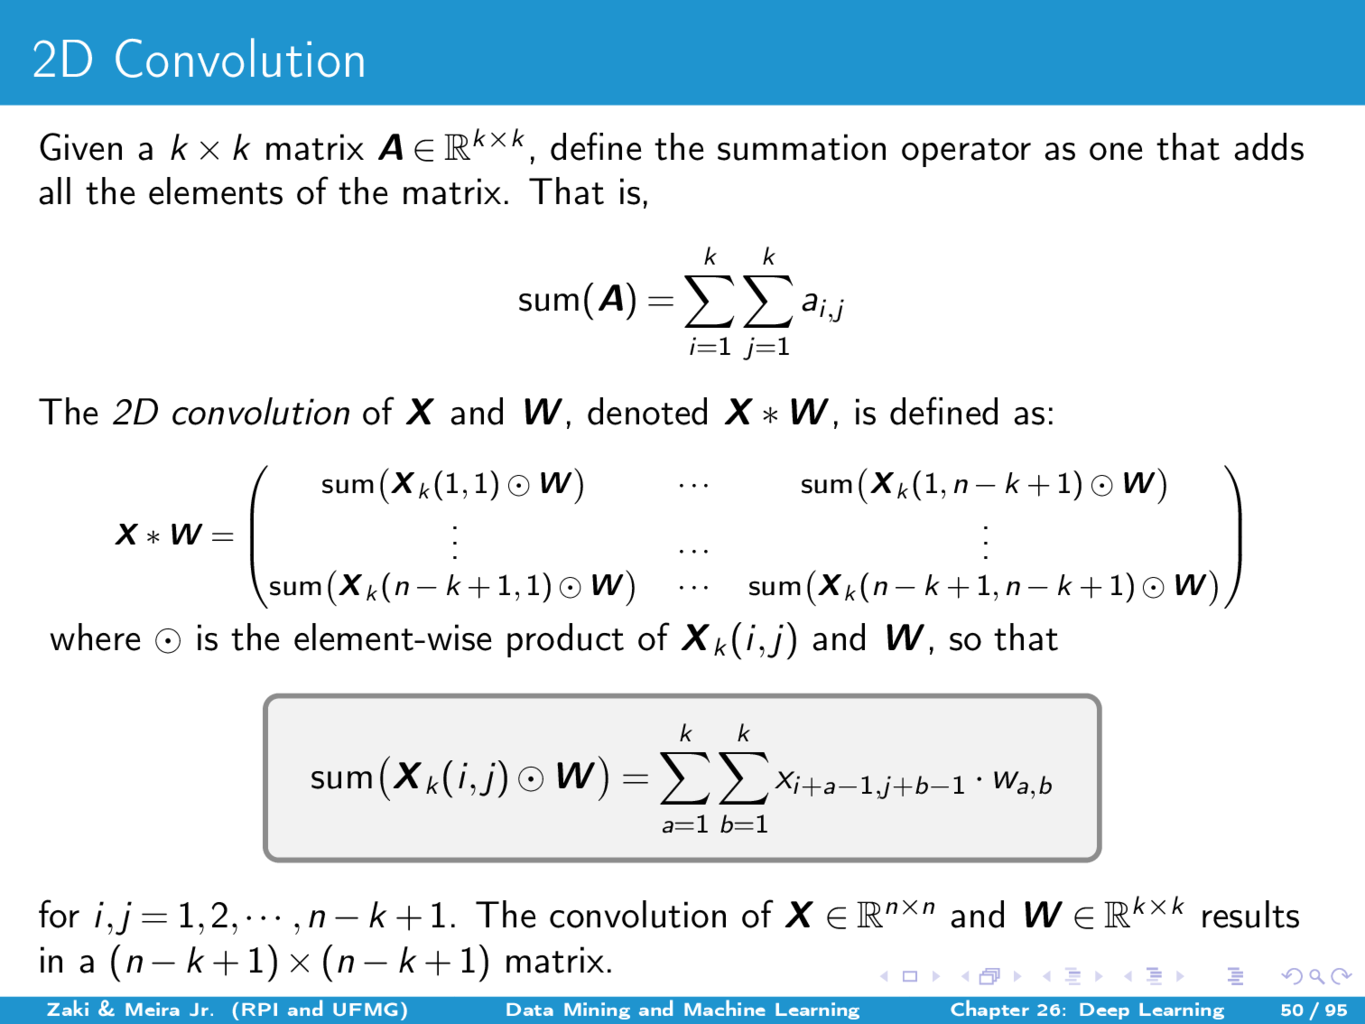 2D Convolution
Given a k × k matrix A ∈ ℝ^{k×k}, define the summation operator as one that adds
all the elements of the matrix. That is,
sum(A) = ∑_{i=1}^{k} ∑_{j=1}^{k} a_{i,j}
The 2D convolution of X and W, denoted X ∗ W, is defined as:
X ∗ W = ( sum(X_k(1,1) ⊙ W) ⋯ sum(X_k(1,n − k + 1) ⊙ W)
⋮ ⋯ ⋮
sum(X_k(n − k + 1,1) ⊙ W) ⋯ sum(X_k(n − k + 1,n − k + 1) ⊙ W) )
where ⊙ is the element-wise product of X_k(i,j) and W, so that
sum(X_k(i,j) ⊙ W) = ∑_{a=1}^{k} ∑_{b=1}^{k} x_{i+a−1,j+b−1} · w_{a,b}
for i,j = 1,2,⋯,n − k + 1. The convolution of X ∈ ℝ^{n×n} and W ∈ ℝ^{k×k} results
in a (n − k + 1) × (n − k + 1) matrix.
Zaki & Meira Jr. (RPI and UFMG) Data Mining and Machine Learning Chapter 26: Deep Learning 50 / 95